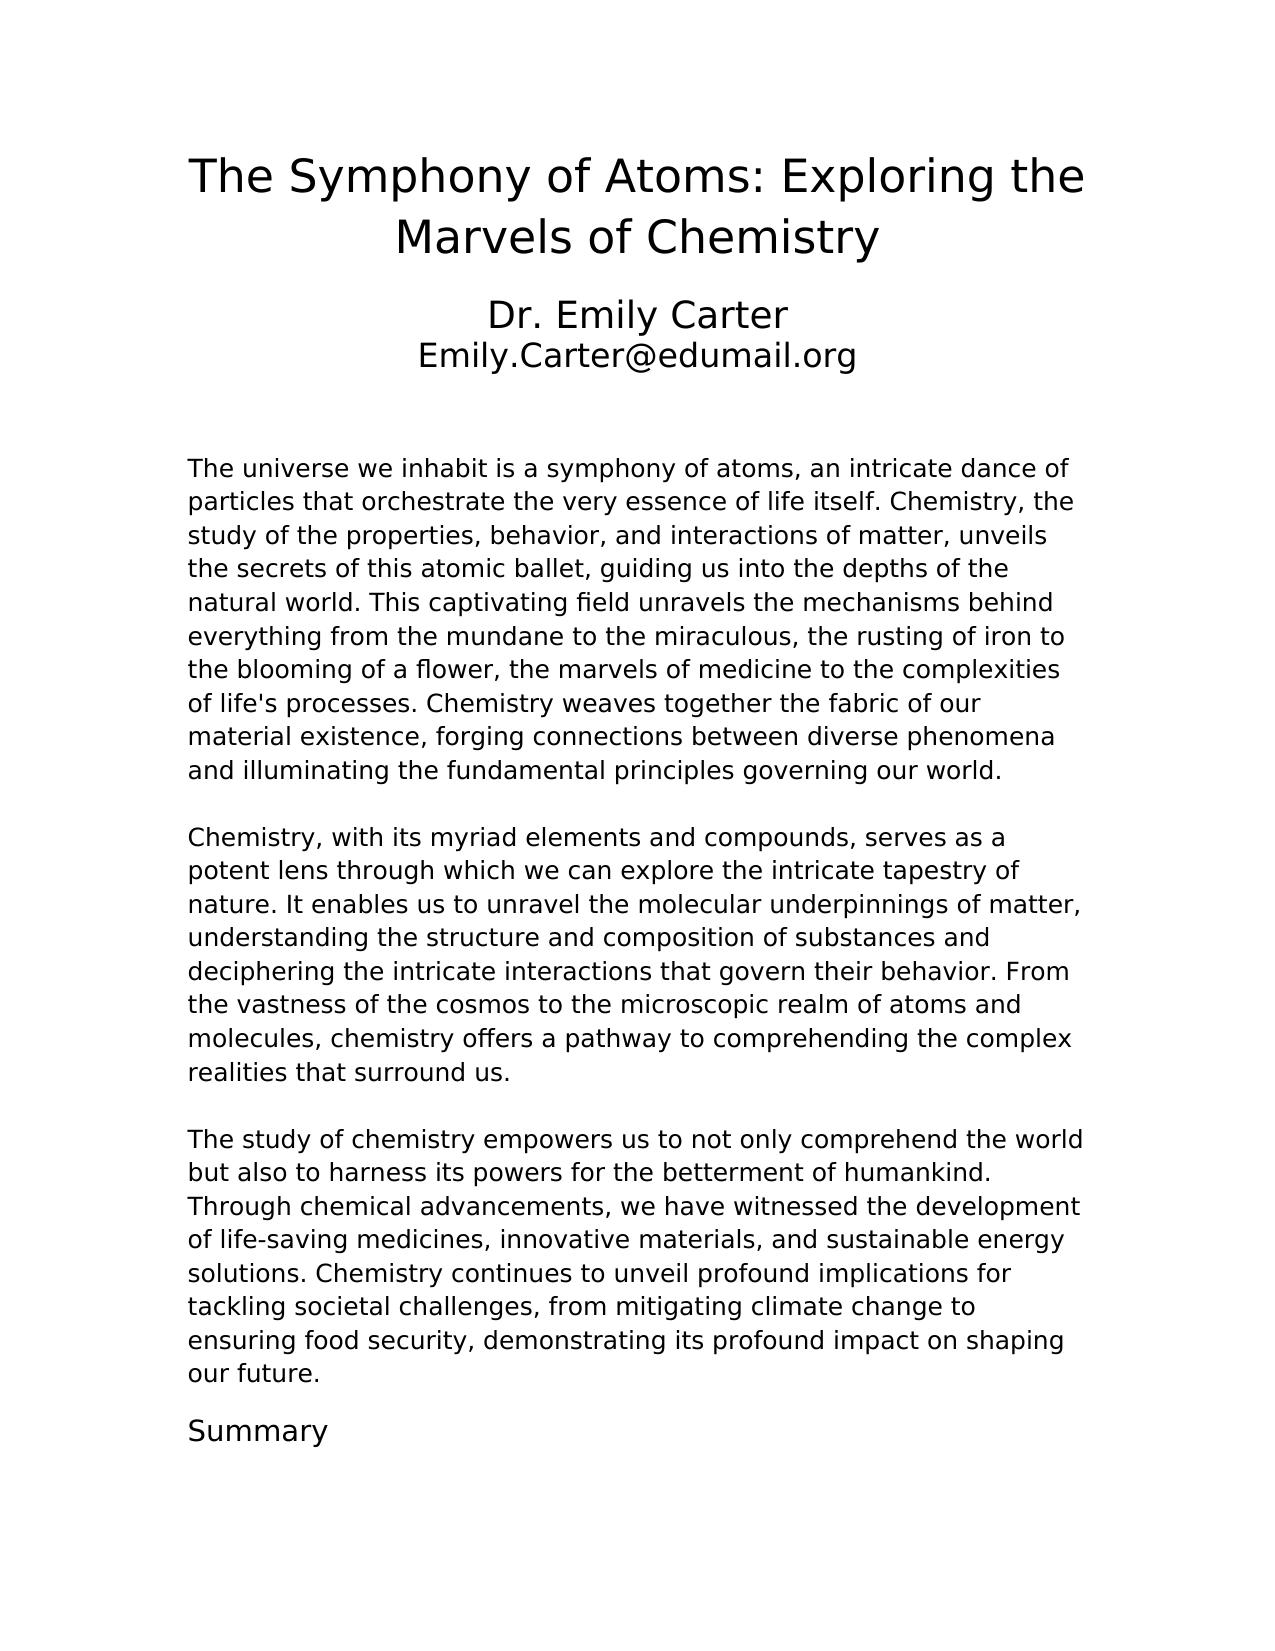 The Symphony of Atoms: Exploring the
Marvels of Chemistry
Dr. Emily Carter
Emily.Carter@edumail.org
The universe we inhabit is a symphony of atoms, an intricate dance of
particles that orchestrate the very essence of life itself. Chemistry, the
study of the properties, behavior, and interactions of matter, unveils
the secrets of this atomic ballet, guiding us into the depths of the
natural world. This captivating field unravels the mechanisms behind
everything from the mundane to the miraculous, the rusting of iron to
the blooming of a flower, the marvels of medicine to the complexities
of life's processes. Chemistry weaves together the fabric of our
material existence, forging connections between diverse phenomena
and illuminating the fundamental principles governing our world.
Chemistry, with its myriad elements and compounds, serves as a
potent lens through which we can explore the intricate tapestry of
nature. It enables us to unravel the molecular underpinnings of matter,
understanding the structure and composition of substances and
deciphering the intricate interactions that govern their behavior. From
the vastness of the cosmos to the microscopic realm of atoms and
molecules, chemistry offers a pathway to comprehending the complex
realities that surround us.
The study of chemistry empowers us to not only comprehend the world
but also to harness its powers for the betterment of humankind.
Through chemical advancements, we have witnessed the development
of life-saving medicines, innovative materials, and sustainable energy
solutions. Chemistry continues to unveil profound implications for
tackling societal challenges, from mitigating climate change to
ensuring food security, demonstrating its profound impact on shaping
our future.
Summary